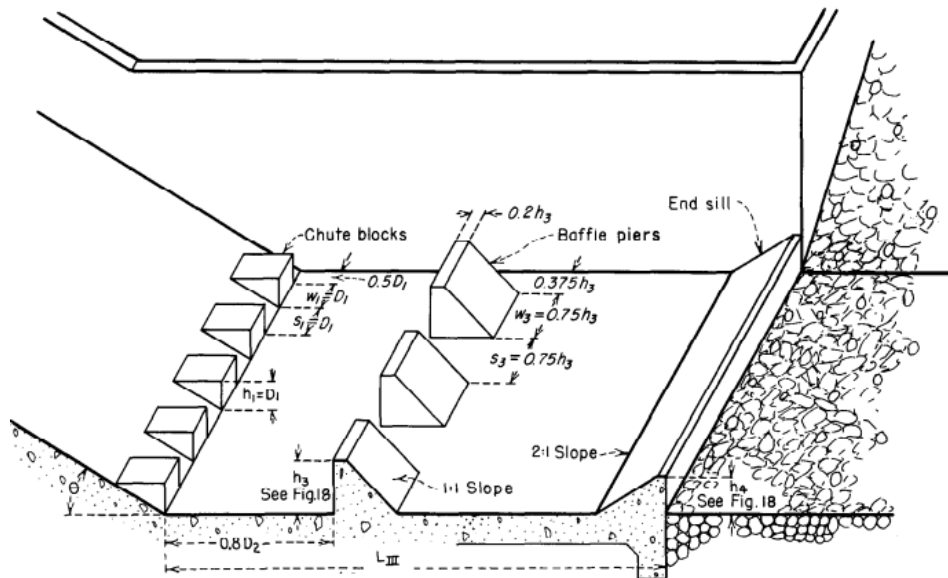 0.2h₃
End sill
Chute blocks
Baffle piers
0.5D₁
w₁=D₁
s₁=D₁
0.375h₃
w₃=0.75h₃
s₃=0.75h₃
h₁=D₁
2:1 Slope
θ
h₃
See Fig.18
1:1 Slope
h₄
See Fig.18
0.8D₂
L III